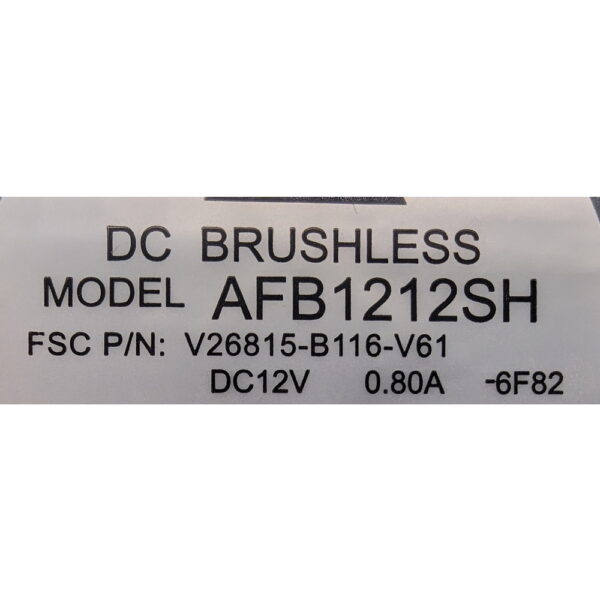 DC BRUSHLESS
MODEL AFB1212SH
FSC P/N: V26815-B116-V61
DC12V 0.80A -6F82